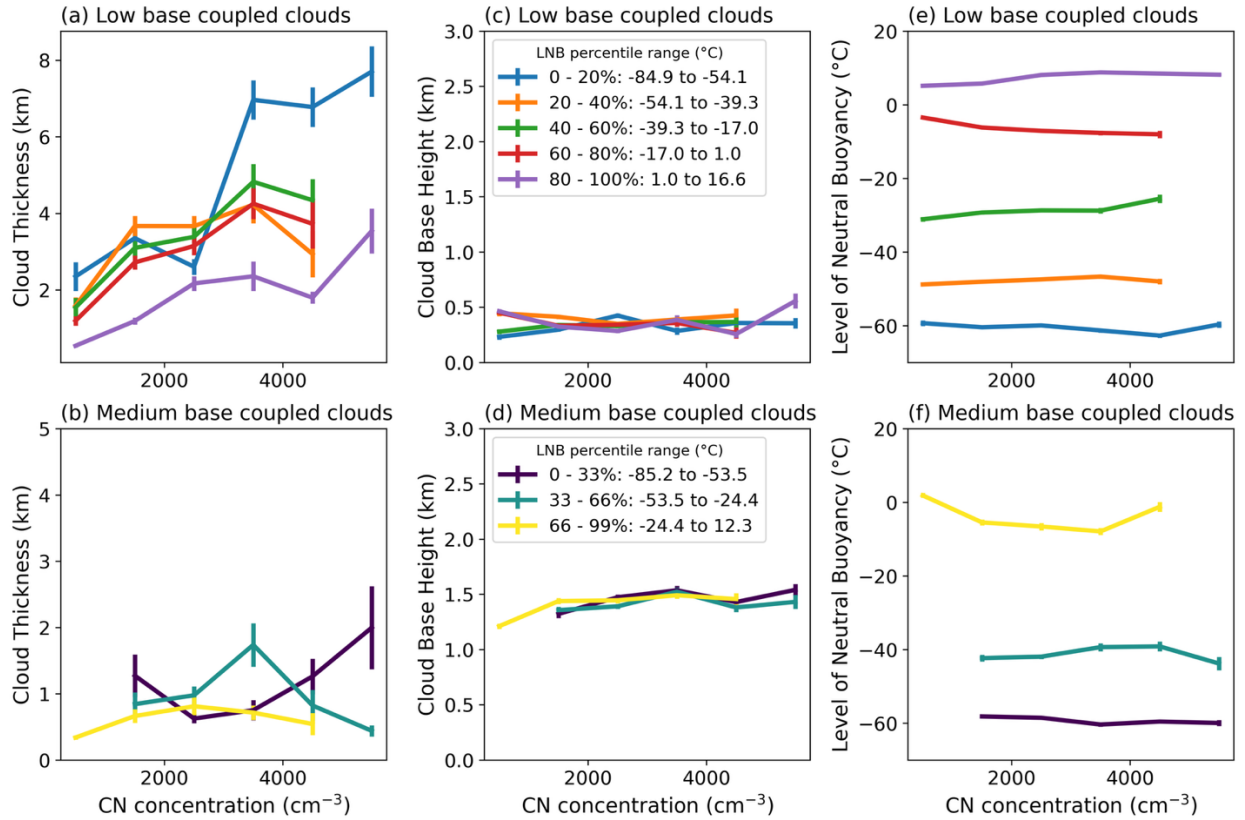 (a) Low base coupled clouds
Cloud Thickness (km)
8
6
4
2
2000 4000
(c) Low base coupled clouds
Cloud Base Height (km)
3.0
2.5
2.0
1.5
1.0
0.5
0.0
LNB percentile range (°C)
0 - 20%: -84.9 to -54.1
20 - 40%: -54.1 to -39.3
40 - 60%: -39.3 to -17.0
60 - 80%: -17.0 to 1.0
80 - 100%: 1.0 to 16.6
2000 4000
(e) Low base coupled clouds
Level of Neutral Buoyancy (°C)
20
0
−20
−40
−60
2000 4000
(b) Medium base coupled clouds
Cloud Thickness (km)
5
4
3
2
1
0
2000 4000
CN concentration (cm⁻³)
(d) Medium base coupled clouds
Cloud Base Height (km)
3.0
2.5
2.0
1.5
1.0
0.5
0.0
LNB percentile range (°C)
0 - 33%: -85.2 to -53.5
33 - 66%: -53.5 to -24.4
66 - 99%: -24.4 to 12.3
2000 4000
CN concentration (cm⁻³)
(f) Medium base coupled clouds
Level of Neutral Buoyancy (°C)
20
0
−20
−40
−60
2000 4000
CN concentration (cm⁻³)